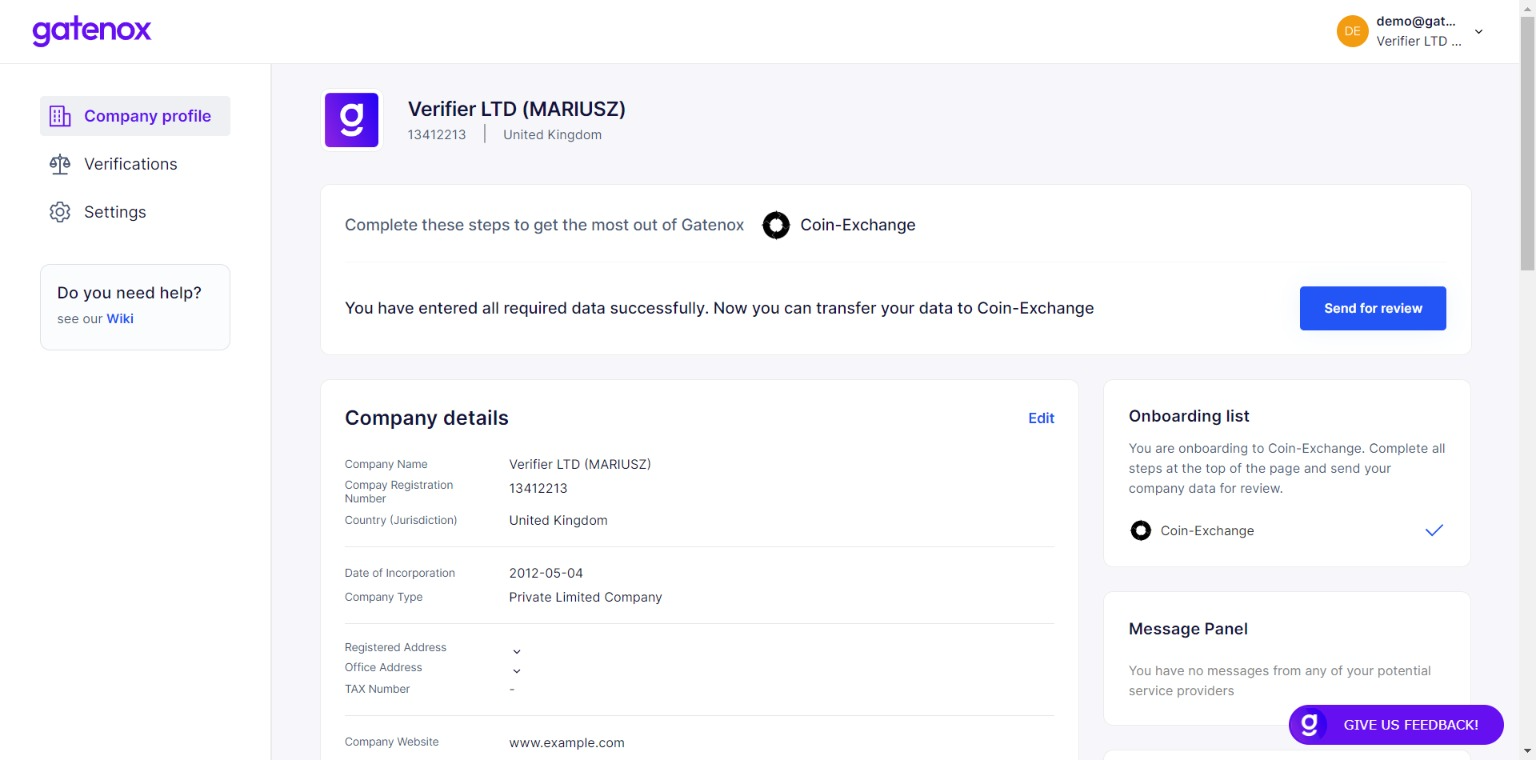 gatenox
DE
demo@gat...
Verifier LTD ...
Company profile
Verifications
Settings
Do you need help?
see our Wiki
g
Verifier LTD (MARIUSZ)
13412213 | United Kingdom
Complete these steps to get the most out of Gatenox Coin-Exchange
You have entered all required data successfully. Now you can transfer your data to Coin-Exchange
Send for review
Company details
Edit
Company Name Verifier LTD (MARIUSZ)
Compay Registration
Number
13412213
Country (Jurisdiction) United Kingdom
Date of Incorporation 2012-05-04
Company Type Private Limited Company
Registered Address
Office Address
TAX Number -
Company Website www.example.com
Onboarding list
You are onboarding to Coin-Exchange. Complete all
steps at the top of the page and send your
company data for review.
Coin-Exchange
Message Panel
You have no messages from any of your potential
service providers
g GIVE US FEEDBACK!